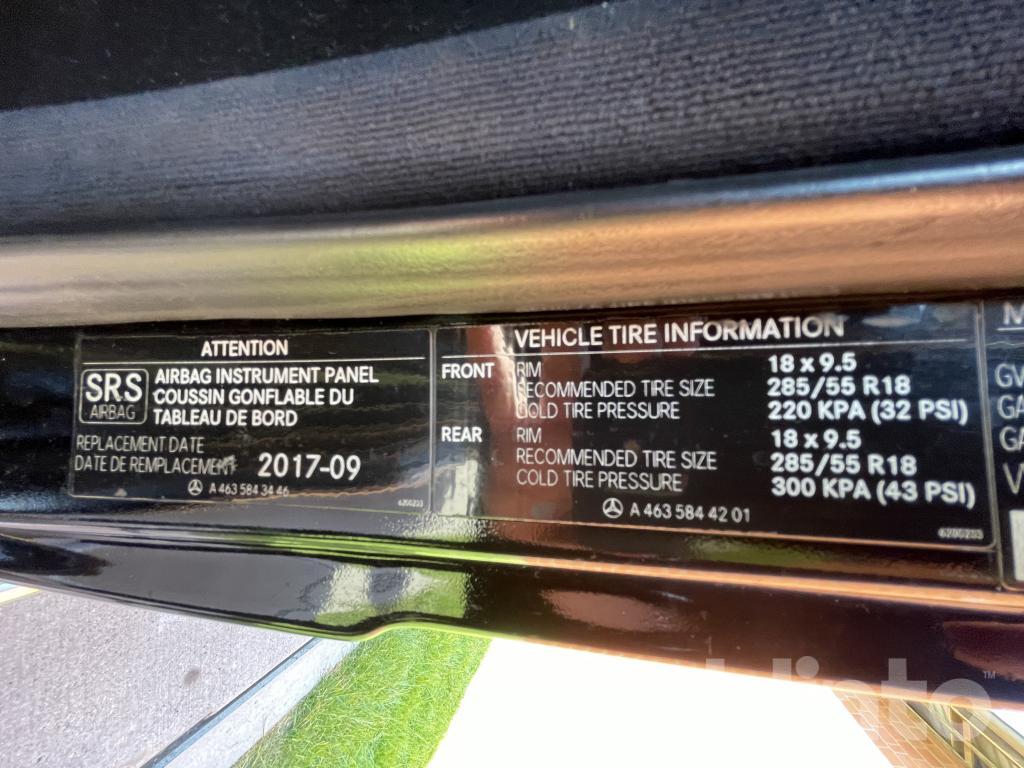 ATTENTION
SRS
AIRBAG
AIRBAG INSTRUMENT PANEL
COUSSIN GONFLABLE DU
TABLEAU DE BORD
REPLACEMENT DATE
DATE DE REMPLACEMENT 2017-09
A 463 584 34 46
6200233
VEHICLE TIRE INFORMATION
FRONT RIM 18 x 9.5
RECOMMENDED TIRE SIZE 285/55 R18
COLD TIRE PRESSURE 220 KPA (32 PSI)
REAR RIM 18 x 9.5
RECOMMENDED TIRE SIZE 285/55 R18
COLD TIRE PRESSURE 300 KPA (43 PSI)
A 463 584 42 01
6200233